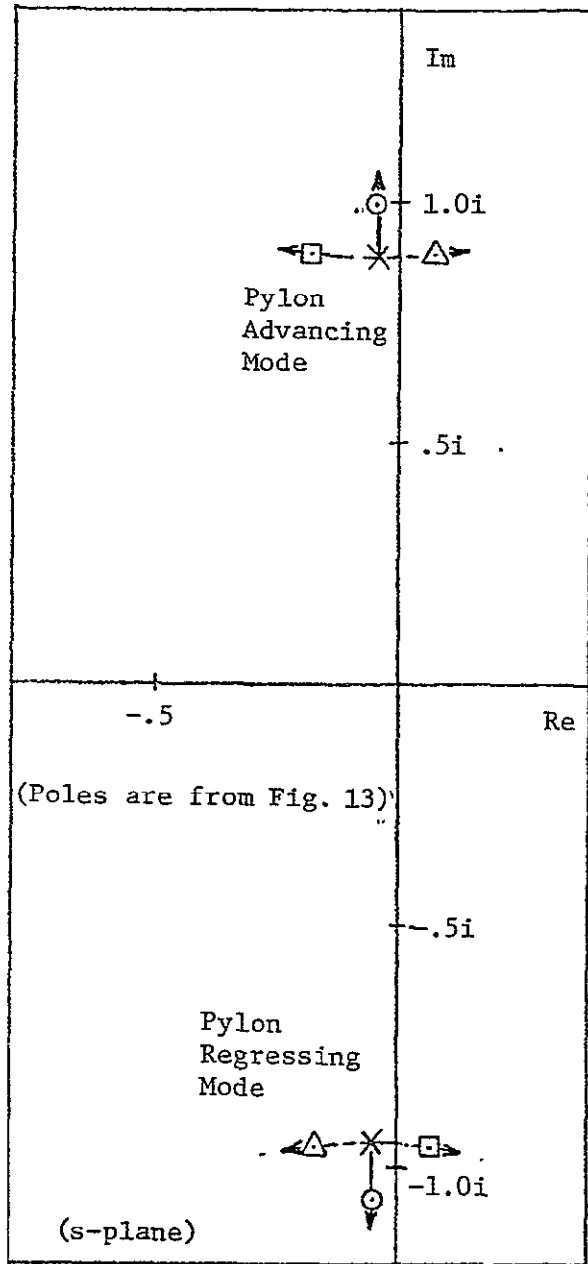 Im
1.0i
Pylon
Advancing
Mode
.5i
-.5
Re
(Poles are from Fig. 13)
-.5i
Pylon
Regressing
Mode
-1.0i
(s-plane)